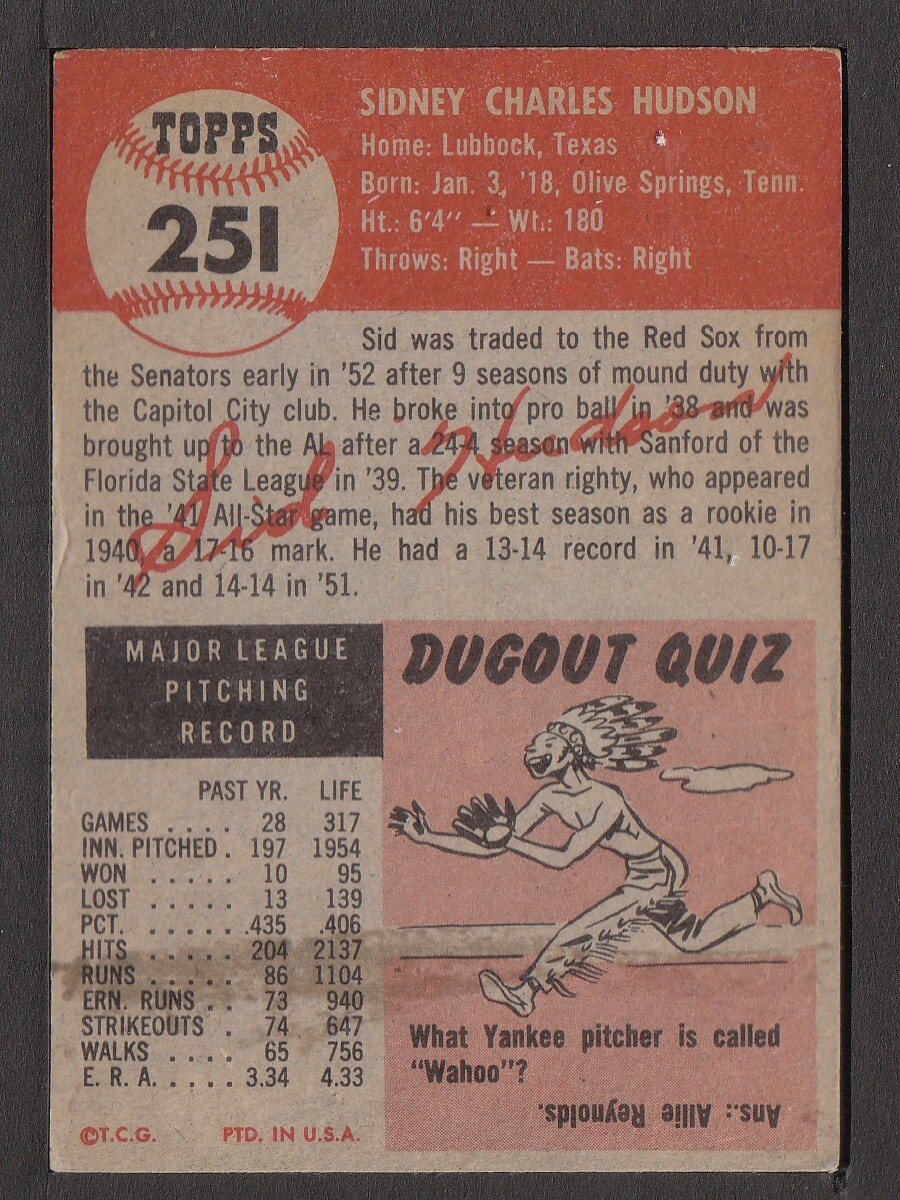 TOPPS
251
SIDNEY CHARLES HUDSON
Home: Lubbock, Texas
Born: Jan. 3, '18, Olive Springs, Tenn.
Ht.: 6'4'' — Wt.: 180
Throws: Right — Bats: Right
Sid was traded to the Red Sox from
the Senators early in '52 after 9 seasons of mound duty with
the Capitol City club. He broke into pro ball in '38 and was
brought up to the AL after a 24-4 season with Sanford of the
Florida State League in '39. The veteran righty, who appeared
in the '41 All-Star game, had his best season as a rookie in
1940, a 17-16 mark. He had a 13-14 record in '41, 10-17
in '42 and 14-14 in '51.
Sid Hudson
MAJOR LEAGUE
PITCHING
RECORD
PAST YR. LIFE
GAMES . . . . 28 317
INN. PITCHED . 197 1954
WON . . . . . 10 95
LOST . . . . . 13 139
PCT. . . . . . .435 .406
HITS . . . . . 204 2137
RUNS . . . . . 86 1104
ERN. RUNS . . 73 940
STRIKEOUTS . 74 647
WALKS . . . . 65 756
E. R. A. . . . . 3.34 4.33
©T.C.G. PTD. IN U.S.A.
DUGOUT QUIZ
What Yankee pitcher is called
"Wahoo"?
Ans.: Allie Reynolds.